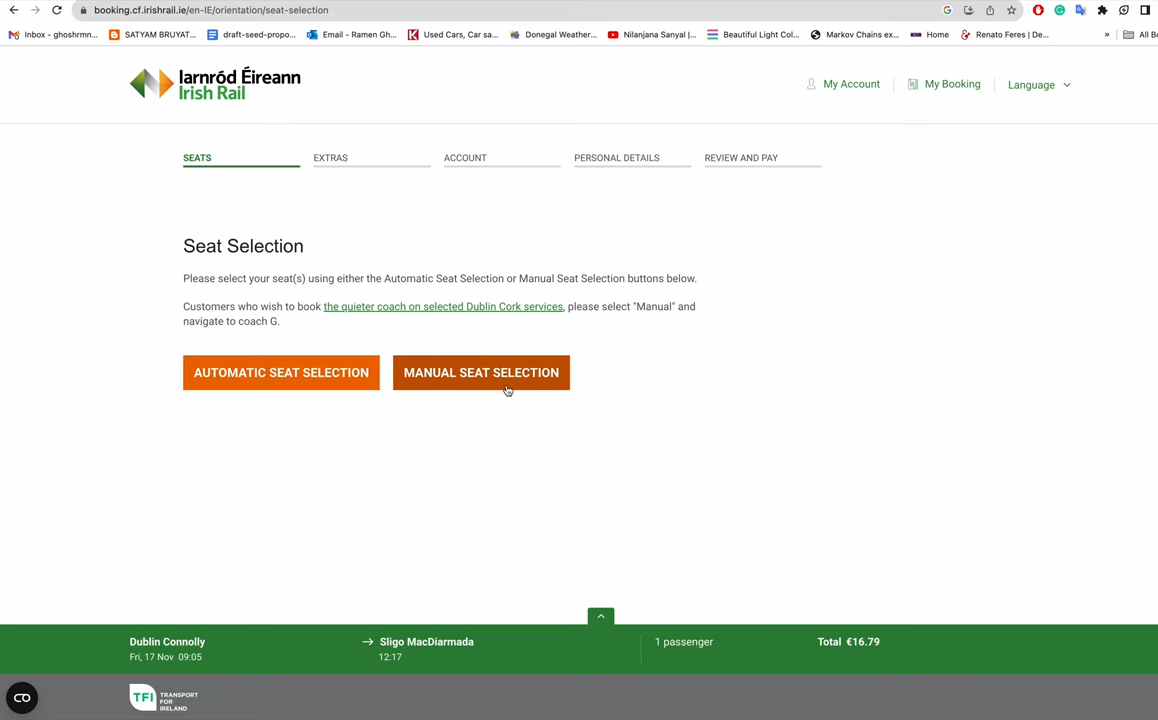 booking.cf.irishrail.ie/en-IE/orientation/seat-selection
Inbox - ghoshrmn... SATYAM BRUYAT... draft-seed-propo... Email - Ramen Gh... Used Cars, Car sa... Donegal Weather... Nilanjana Sanyal |... Beautiful Light Col... Markov Chains ex... Home Renato Feres | De... » All Bo
Iarnród Éireann
Irish Rail
My Account My Booking Language
SEATS EXTRAS ACCOUNT PERSONAL DETAILS REVIEW AND PAY
Seat Selection
Please select your seat(s) using either the Automatic Seat Selection or Manual Seat Selection buttons below.
Customers who wish to book the quieter coach on selected Dublin Cork services, please select "Manual" and
navigate to coach G.
AUTOMATIC SEAT SELECTION MANUAL SEAT SELECTION
Dublin Connolly → Sligo MacDiarmada 1 passenger Total €16.79
Fri, 17 Nov 09:05 12:17
TFI TRANSPORT
FOR
IRELAND